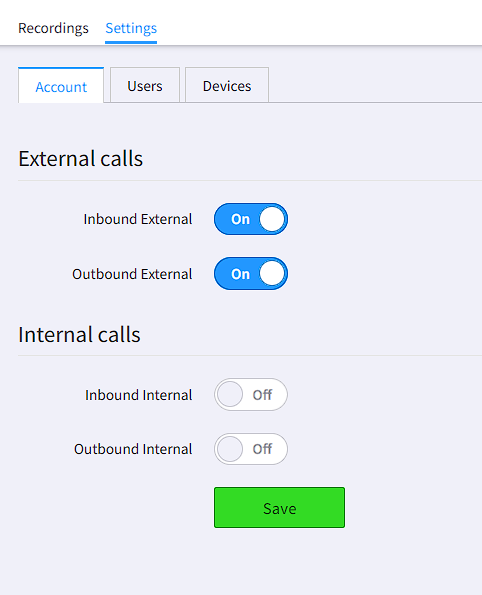 Recordings Settings
Account Users Devices
External calls
Inbound External On
Outbound External On
Internal calls
Inbound Internal Off
Outbound Internal Off
Save